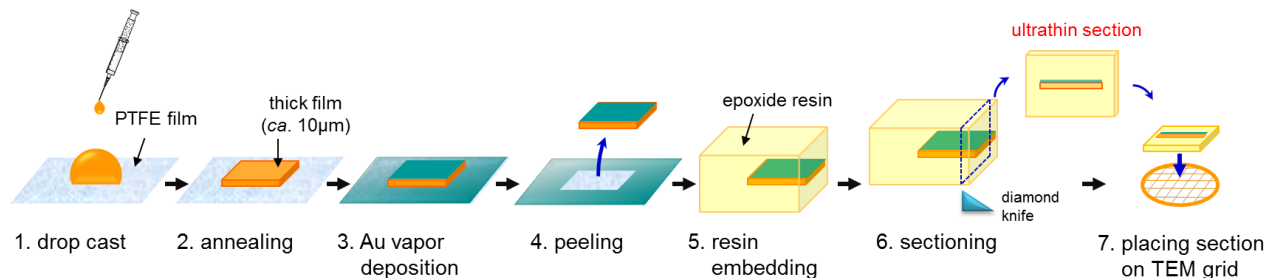 ultrathin section
PTFE film
thick film
(ca. 10μm)
epoxide resin
diamond
knife
1. drop cast
2. annealing
3. Au vapor
deposition
4. peeling
5. resin
embedding
6. sectioning
7. placing section
on TEM grid